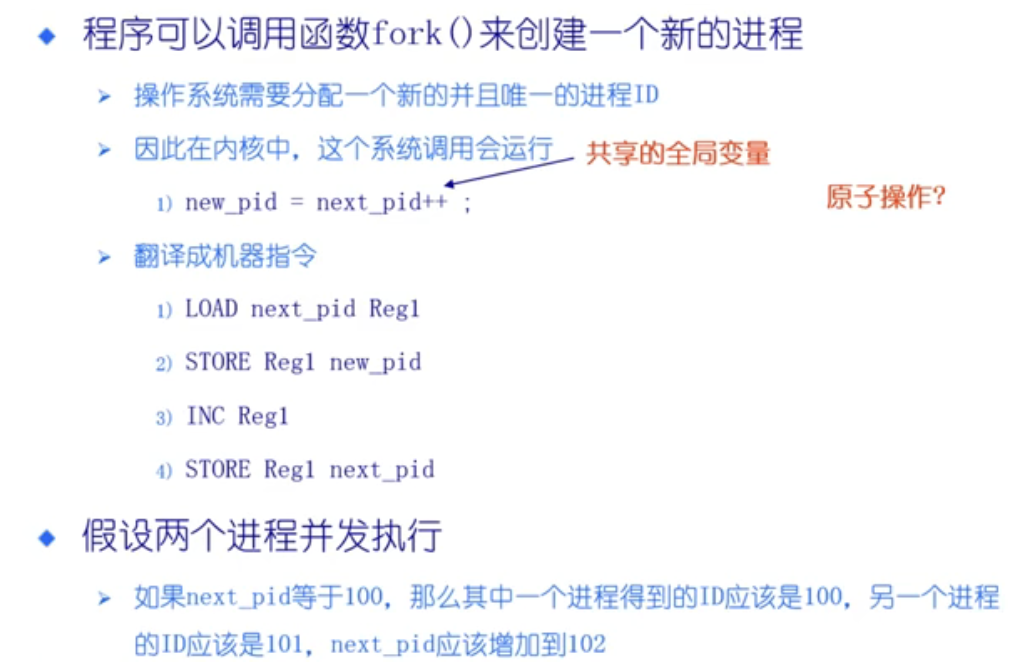 程序可以调用函数fork()来创建一个新的进程
操作系统需要分配一个新的并且唯一的进程ID
因此在内核中，这个系统调用会运行
共享的全局变量
1) new_pid = next_pid++ ;
原子操作?
翻译成机器指令
1) LOAD next_pid Reg1
2) STORE Reg1 new_pid
3) INC Reg1
4) STORE Reg1 next_pid
假设两个进程并发执行
如果next_pid等于100，那么其中一个进程得到的ID应该是100，另一个进程
的ID应该是101，next_pid应该增加到102